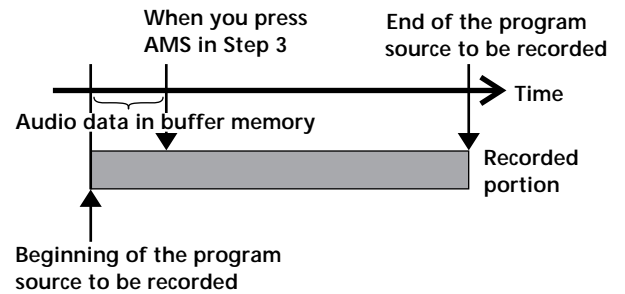 When you press
AMS in Step 3
End of the program
source to be recorded
Time
Audio data in buffer memory
Recorded
portion
Beginning of the program
source to be recorded